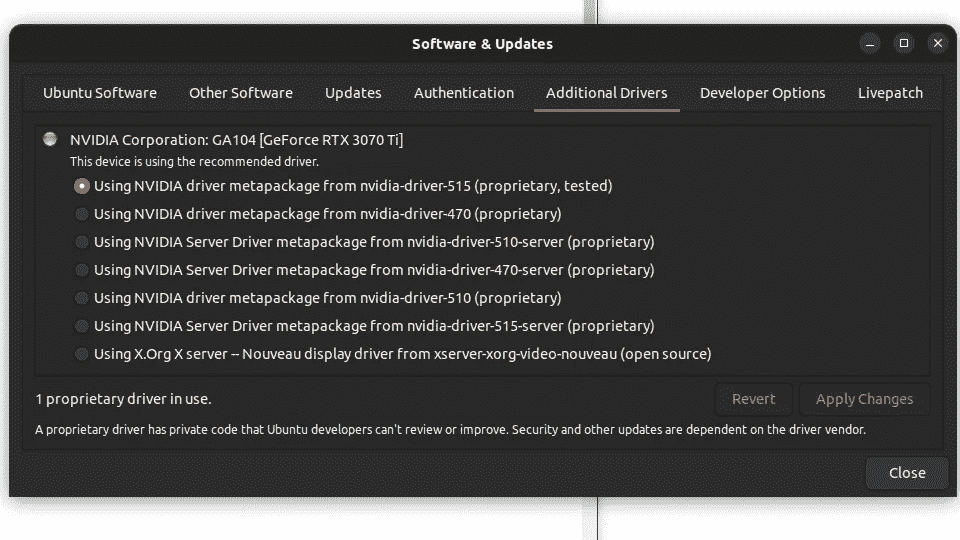 Software & Updates
Ubuntu Software Other Software Updates Authentication Additional Drivers Developer Options Livepatch
NVIDIA Corporation: GA104 [GeForce RTX 3070 Ti]
This device is using the recommended driver.
Using NVIDIA driver metapackage from nvidia-driver-515 (proprietary, tested)
Using NVIDIA driver metapackage from nvidia-driver-470 (proprietary)
Using NVIDIA Server Driver metapackage from nvidia-driver-510-server (proprietary)
Using NVIDIA Server Driver metapackage from nvidia-driver-470-server (proprietary)
Using NVIDIA driver metapackage from nvidia-driver-510 (proprietary)
Using NVIDIA Server Driver metapackage from nvidia-driver-515-server (proprietary)
Using X.Org X server -- Nouveau display driver from xserver-xorg-video-nouveau (open source)
1 proprietary driver in use. Revert Apply Changes
A proprietary driver has private code that Ubuntu developers can't review or improve. Security and other updates are dependent on the driver vendor.
Close